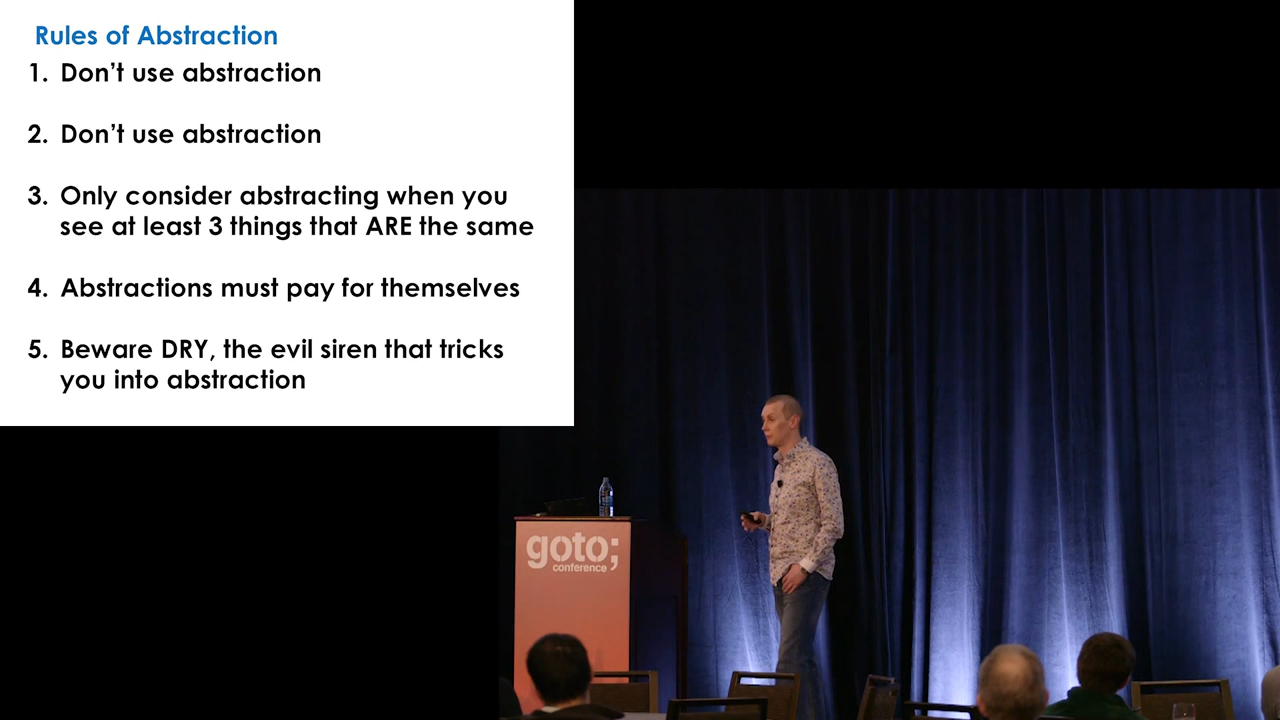 Rules of Abstraction
1. Don't use abstraction
2. Don't use abstraction
3. Only consider abstracting when you
see at least 3 things that ARE the same
4. Abstractions must pay for themselves
5. Beware DRY, the evil siren that tricks
you into abstraction
goto;
conference